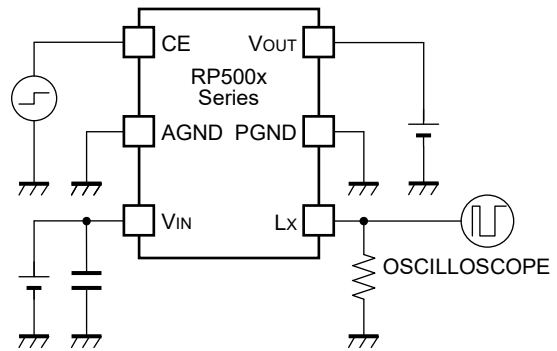 CE
VOUT
RP500x
Series
AGND
PGND
VIN
LX
OSCILLOSCOPE